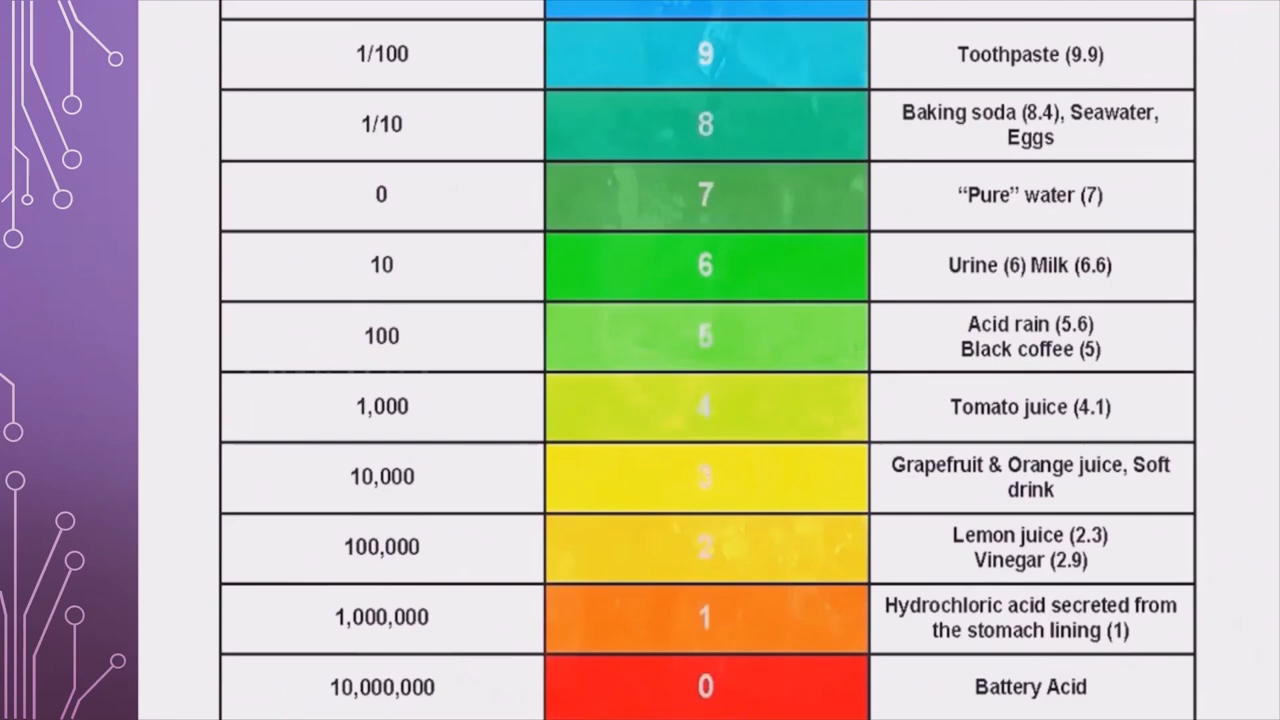 1/100 9 Toothpaste (9.9)
1/10 8 Baking soda (8.4), Seawater,
Eggs
0 7 “Pure” water (7)
10 6 Urine (6) Milk (6.6)
100 5 Acid rain (5.6)
Black coffee (5)
1,000 4 Tomato juice (4.1)
10,000 3 Grapefruit & Orange juice, Soft
drink
100,000 2 Lemon juice (2.3)
Vinegar (2.9)
1,000,000 1 Hydrochloric acid secreted from
the stomach lining (1)
10,000,000 0 Battery Acid